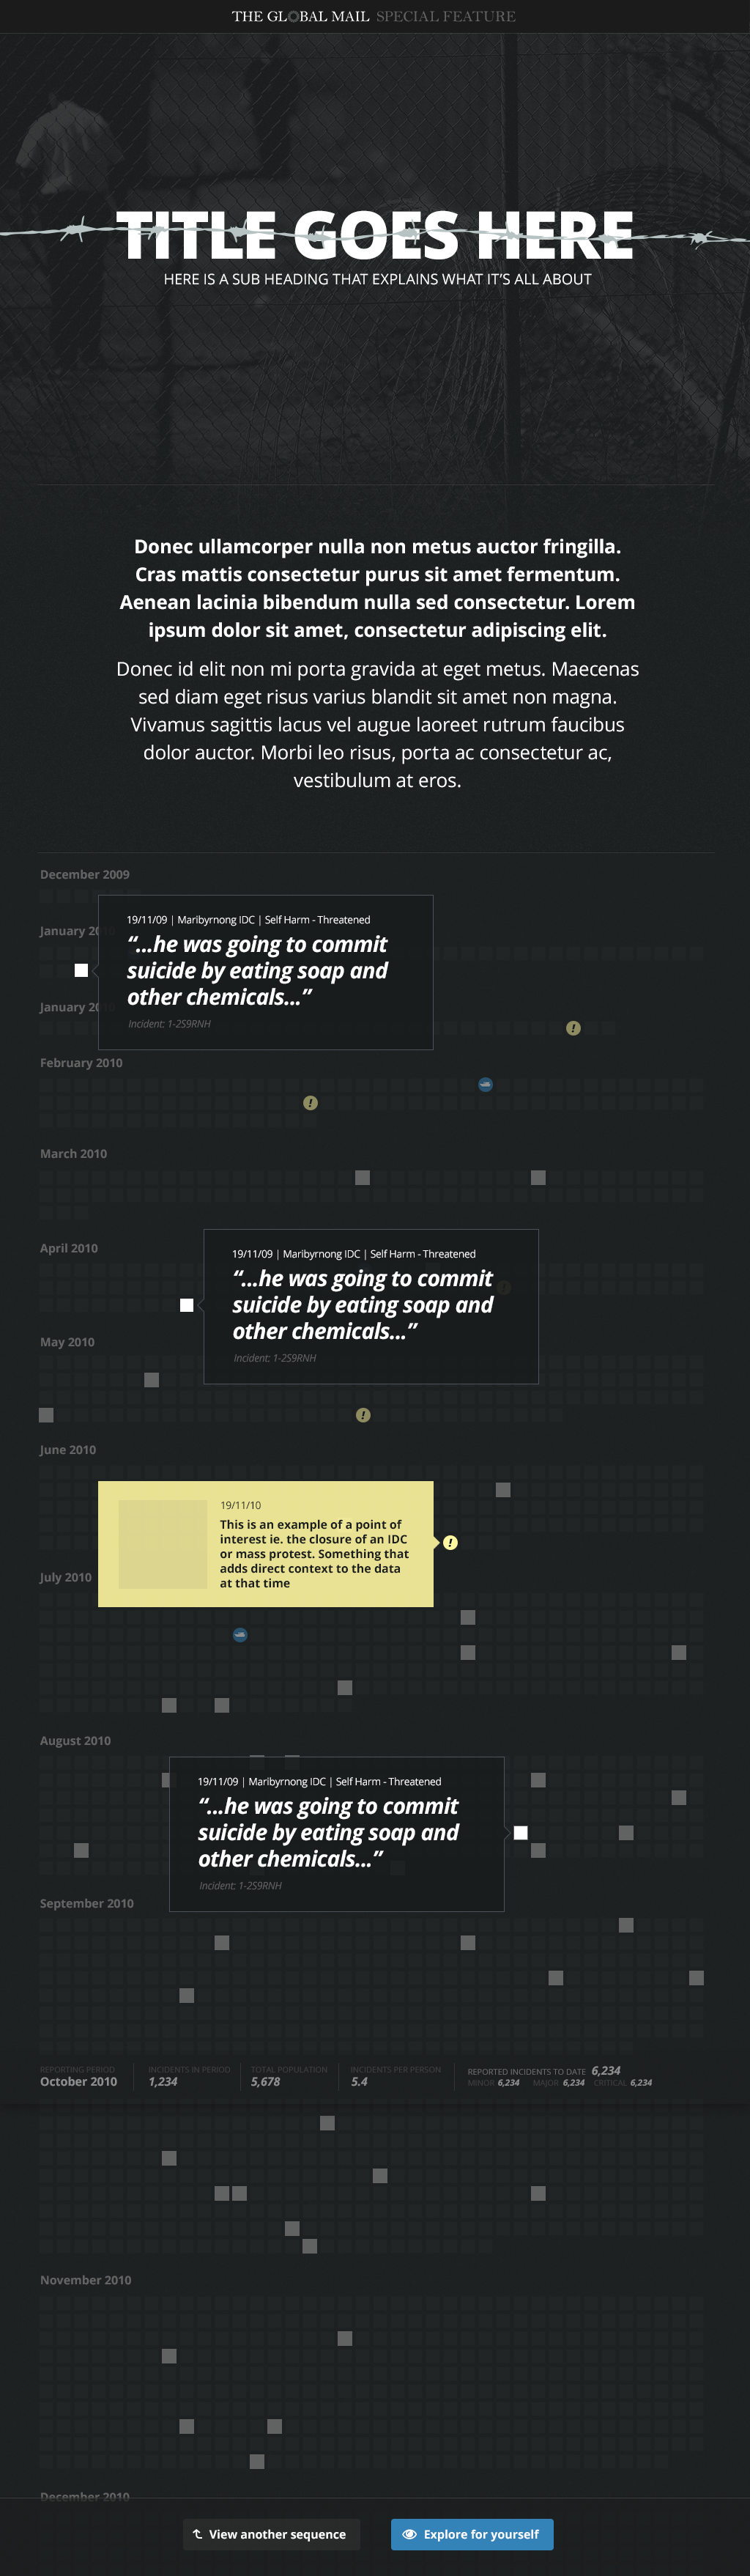 THE GLOBAL MAIL SPECIAL FEATURE
TITLE GOES HERE
HERE IS A SUB HEADING THAT EXPLAINS WHAT IT'S ALL ABOUT
Donec ullamcorper nulla non metus auctor fringilla.
Cras mattis consectetur purus sit amet fermentum.
Aenean lacinia bibendum nulla sed consectetur. Lorem
ipsum dolor sit amet, consectetur adipiscing elit.
Donec id elit non mi porta gravida at eget metus. Maecenas
sed diam eget risus varius blandit sit amet non magna.
Vivamus sagittis lacus vel augue laoreet rutrum faucibus
dolor auctor. Morbi leo risus, porta ac consectetur ac,
vestibulum at eros.
December 2009
January 20
19/11/09 | Maribyrnong IDC | Self Harm - Threatened
“...he was going to commit
suicide by eating soap and
other chemicals...”
Incident: 1-2S9RNH
January 20
!
February 2010
!
March 2010
April 2010
19/11/09 | Maribyrnong IDC | Self Harm - Threatened
“...he was going to commit
suicide by eating soap and
other chemicals...”
Incident: 1-2S9RNH
May 2010
!
June 2010
19/11/10
This is an example of a point of
interest ie. the closure of an IDC
or mass protest. Something that
adds direct context to the data
at that time
!
July 2010
August 2010
19/11/09 | Maribyrnong IDC | Self Harm - Threatened
“...he was going to commit
suicide by eating soap and
other chemicals...”
Incident: 1-2S9RNH
September 2010
REPORTING PERIOD
October 2010
INCIDENTS IN PERIOD
1,234
TOTAL POPULATION
5,678
INCIDENTS PER PERSON
5.4
REPORTED INCIDENTS TO DATE 6,234
MINOR 6,234 MAJOR 6,234 CRITICAL 6,234
November 2010
December 2010
View another sequence
Explore for yourself